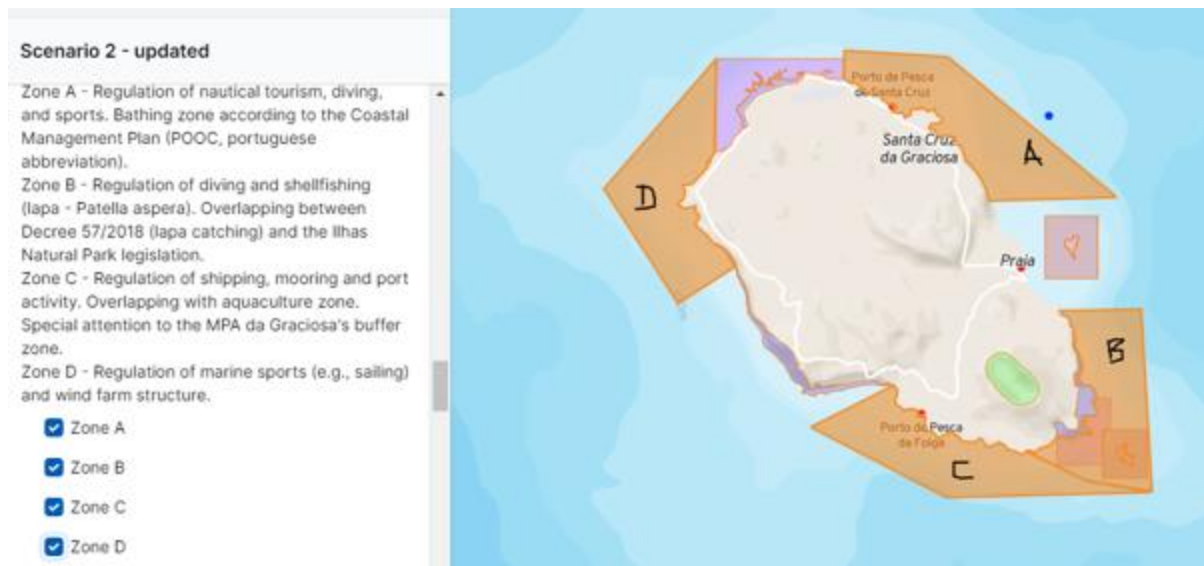 Scenario 2 - updated
Zone A - Regulation of nautical tourism, diving,
and sports. Bathing zone according to the Coastal
Management Plan (POOC, portuguese
abbreviation).
Zone B - Regulation of diving and shellfishing
(lapa - Patella aspera). Overlapping between
Decree 57/2018 (lapa catching) and the Ilhas
Natural Park legislation.
Zone C - Regulation of shipping, mooring and port
activity. Overlapping with aquaculture zone.
Special attention to the MPA da Graciosa's buffer
zone.
Zone D - Regulation of marine sports (e.g., sailing)
and wind farm structure.
Zone A
Zone B
Zone C
Zone D
Porto de Pesca
de Santa Cruz
Santa Cruz
da Graciosa
A
D
Praia
B
Porto de Pesca
da Folga
C